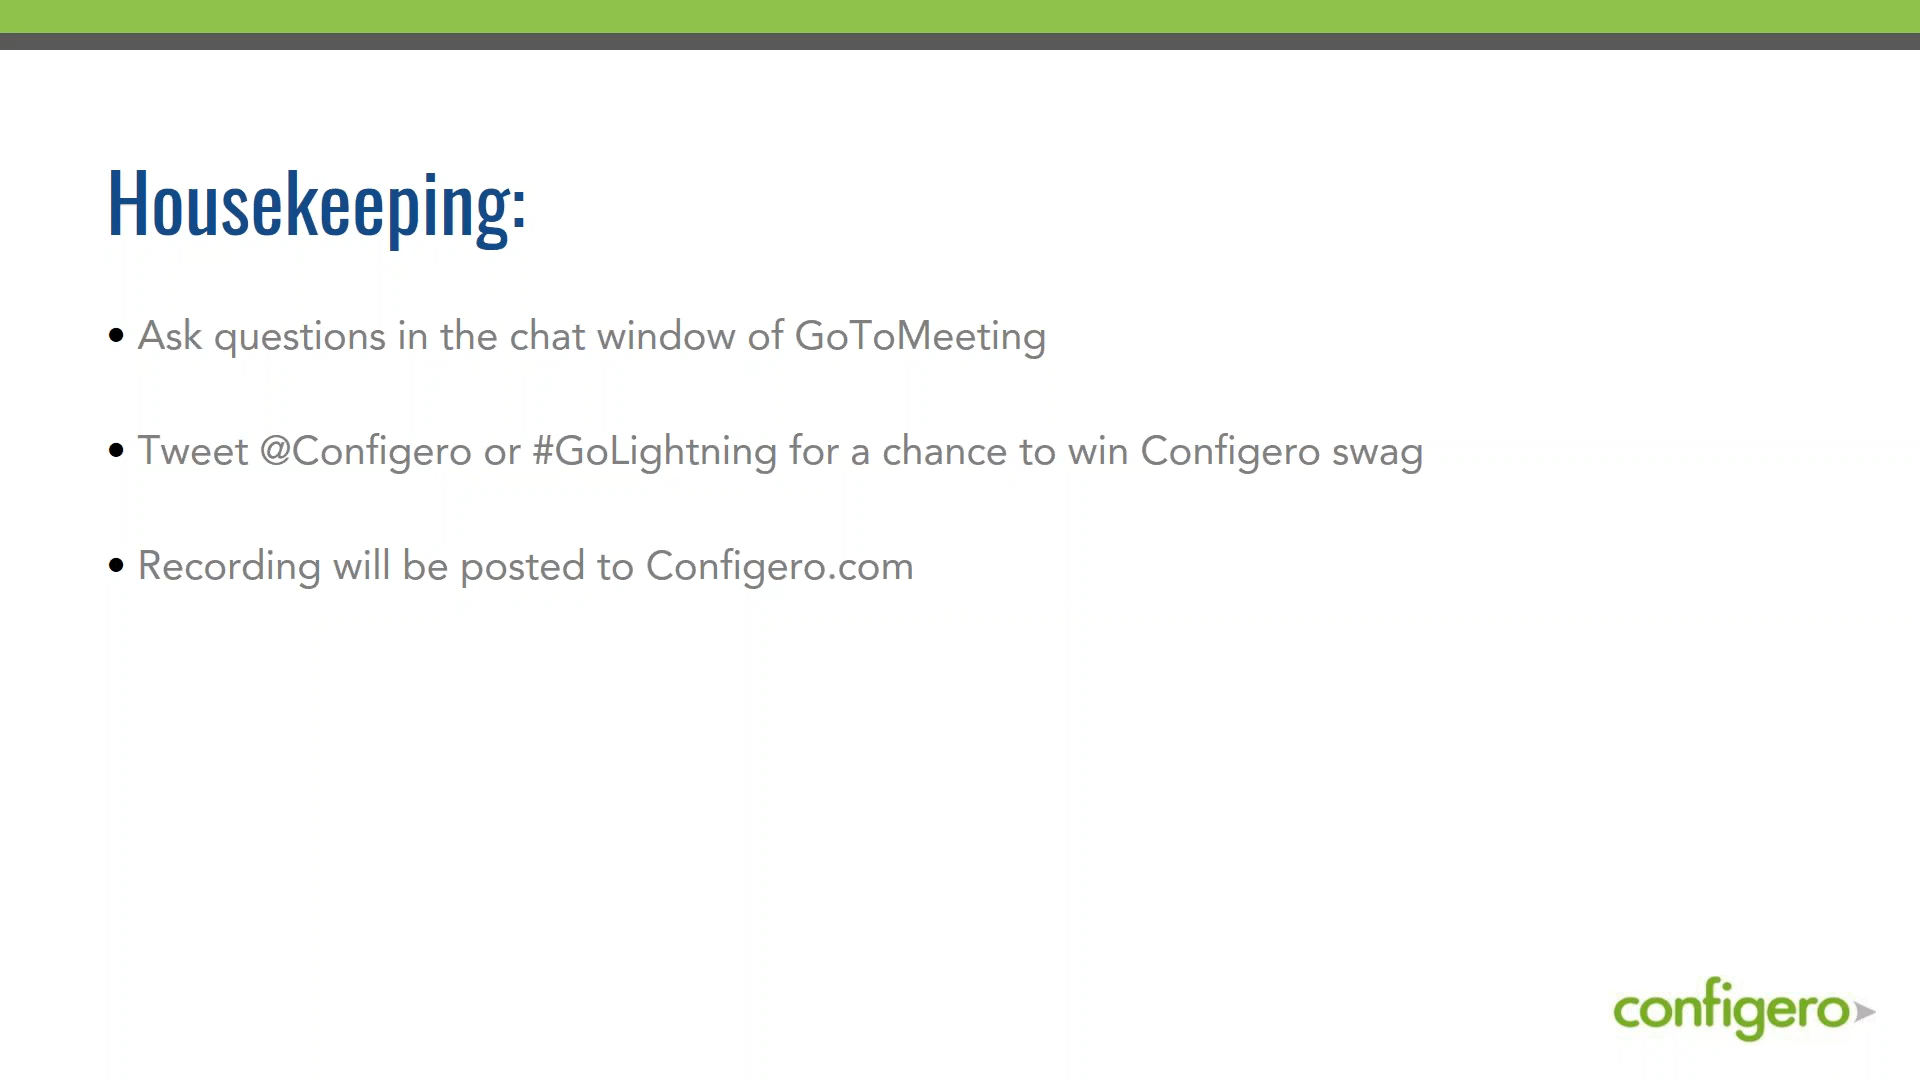 Housekeeping:
• Ask questions in the chat window of GoToMeeting
• Tweet @Configero or #GoLightning for a chance to win Configero swag
• Recording will be posted to Configero.com
configero